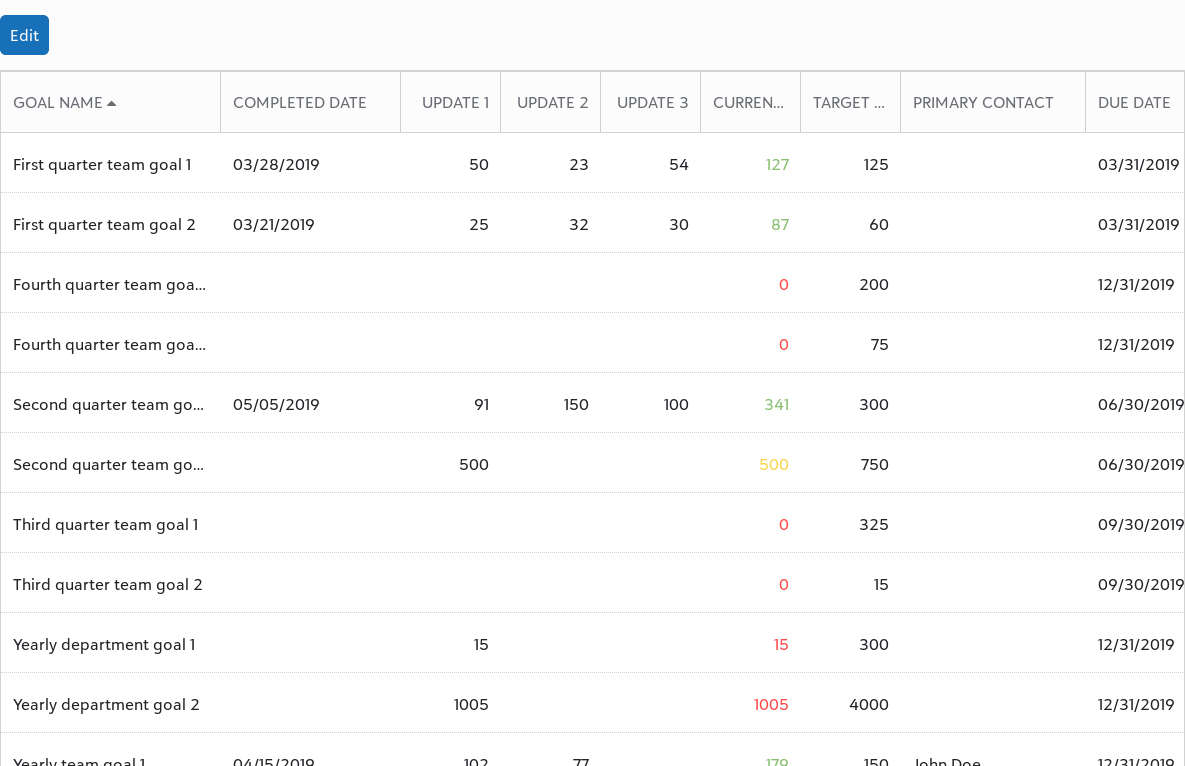 Edit
GOAL NAME COMPLETED DATE UPDATE 1 UPDATE 2 UPDATE 3 CURREN... TARGET ... PRIMARY CONTACT DUE DATE
First quarter team goal 1 03/28/2019 50 23 54 127 125 03/31/2019
First quarter team goal 2 03/21/2019 25 32 30 87 60 03/31/2019
Fourth quarter team goa... 0 200 12/31/2019
Fourth quarter team goa... 0 75 12/31/2019
Second quarter team go... 05/05/2019 91 150 100 341 300 06/30/2019
Second quarter team go... 500 500 750 06/30/2019
Third quarter team goal 1 0 325 09/30/2019
Third quarter team goal 2 0 15 09/30/2019
Yearly department goal 1 15 15 300 12/31/2019
Yearly department goal 2 1005 1005 4000 12/31/2019
Yearly team goal 1 04/15/2019 102 77 179 150 John Doe 12/31/2019